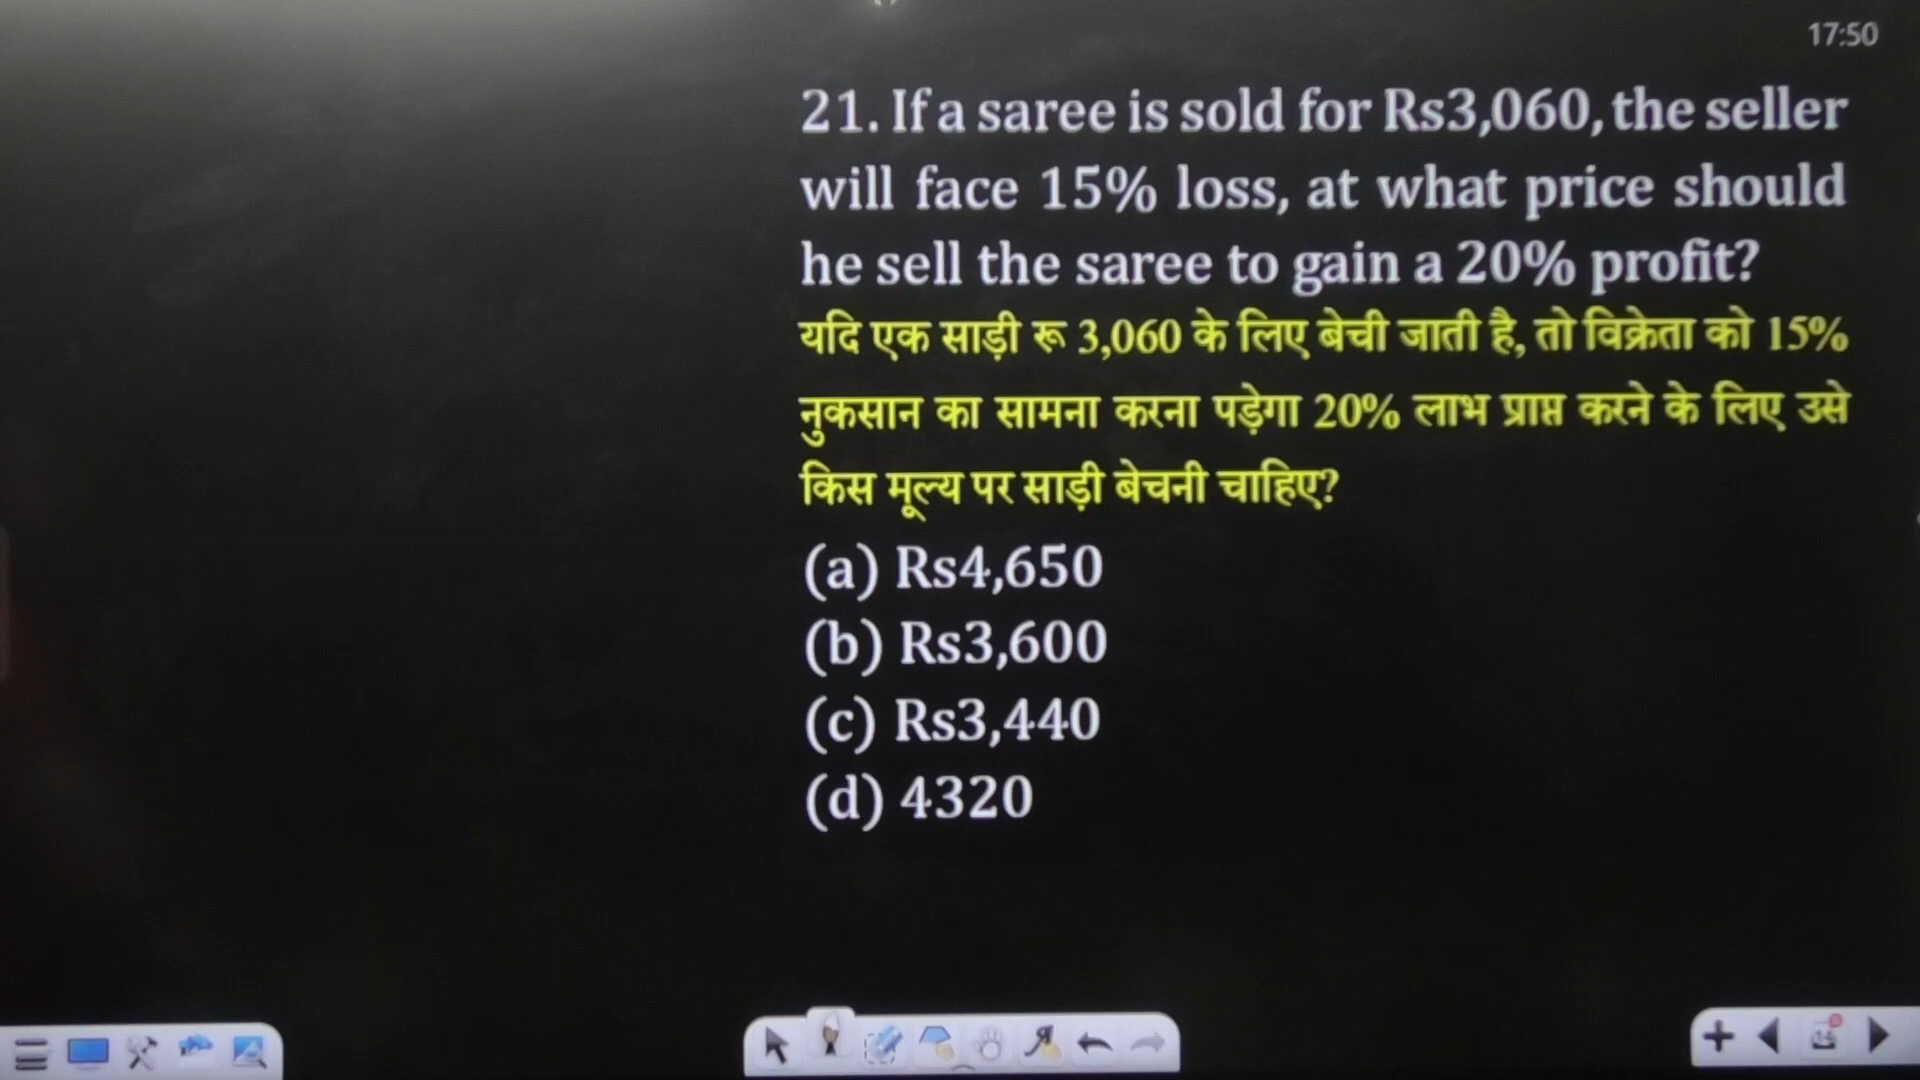 17:50
21. If a saree is sold for Rs3,060, the seller
will face 15% loss, at what price should
he sell the saree to gain a 20% profit?
यदि एक साड़ी रू 3,060 के लिए बेची जाती है, तो विक्रेता को 15%
नुकसान का सामना करना पड़ेगा 20% लाभ प्राप्त करने के लिए उसे
किस मूल्य पर साड़ी बेचनी चाहिए?
(a) Rs4,650
(b) Rs3,600
(c) Rs3,440
(d) 4320